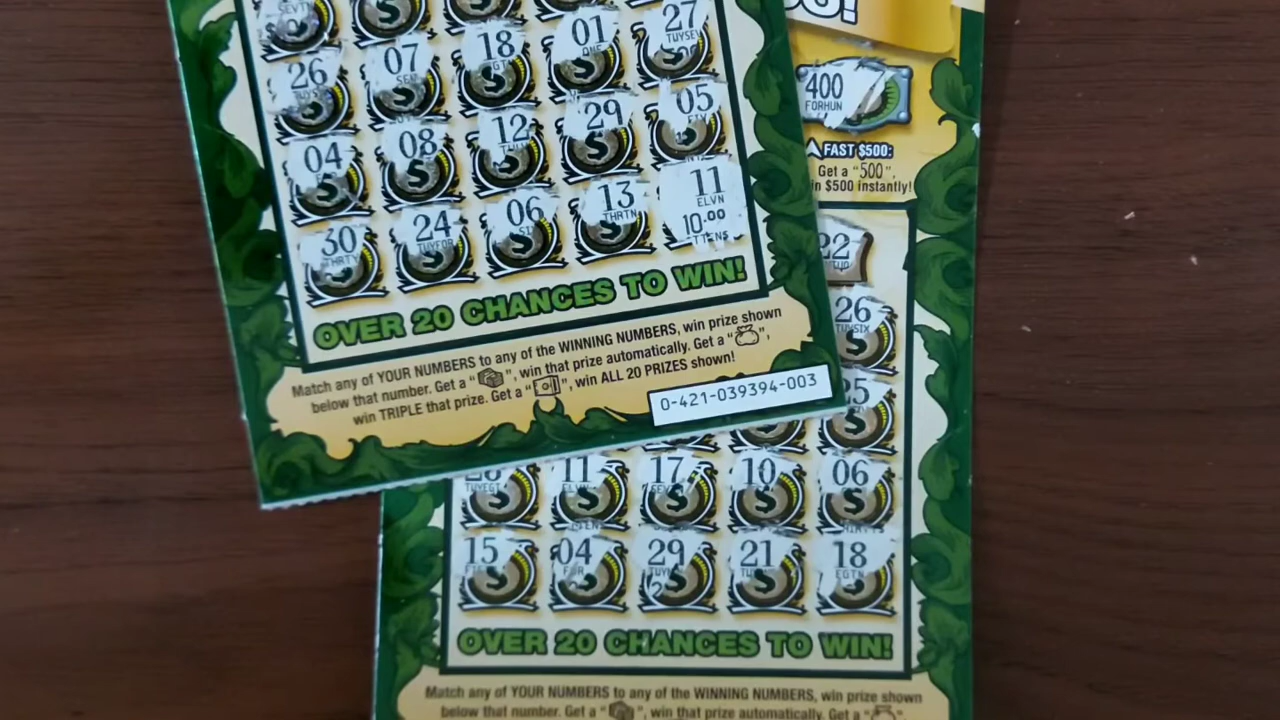 27
01
18
07
26
400
FORHUN
05
29
12
08
04
FAST $500:
Get a "500",
in $500 instantly!
11
ELVN
10.00
TTENS
13
THRTN
06
24
TWYFOR
30
THRTY
22
OVER 20 CHANCES TO WIN!
26
TWYSIX
Match any of YOUR NUMBERS to any of the WINNING NUMBERS, win prize shown
below that number. Get a " ", win that prize automatically. Get a " ",
win TRIPLE that prize. Get a " ", win ALL 20 PRIZES shown!
0-421-039394-003
25
11 17 10 06
15 04 29 21 18
EGTN
OVER 20 CHANCES TO WIN!
Match any of YOUR NUMBERS to any of the WINNING NUMBERS, win prize shown
below that number. Get a " ", win that prize automatically. Get a " ",